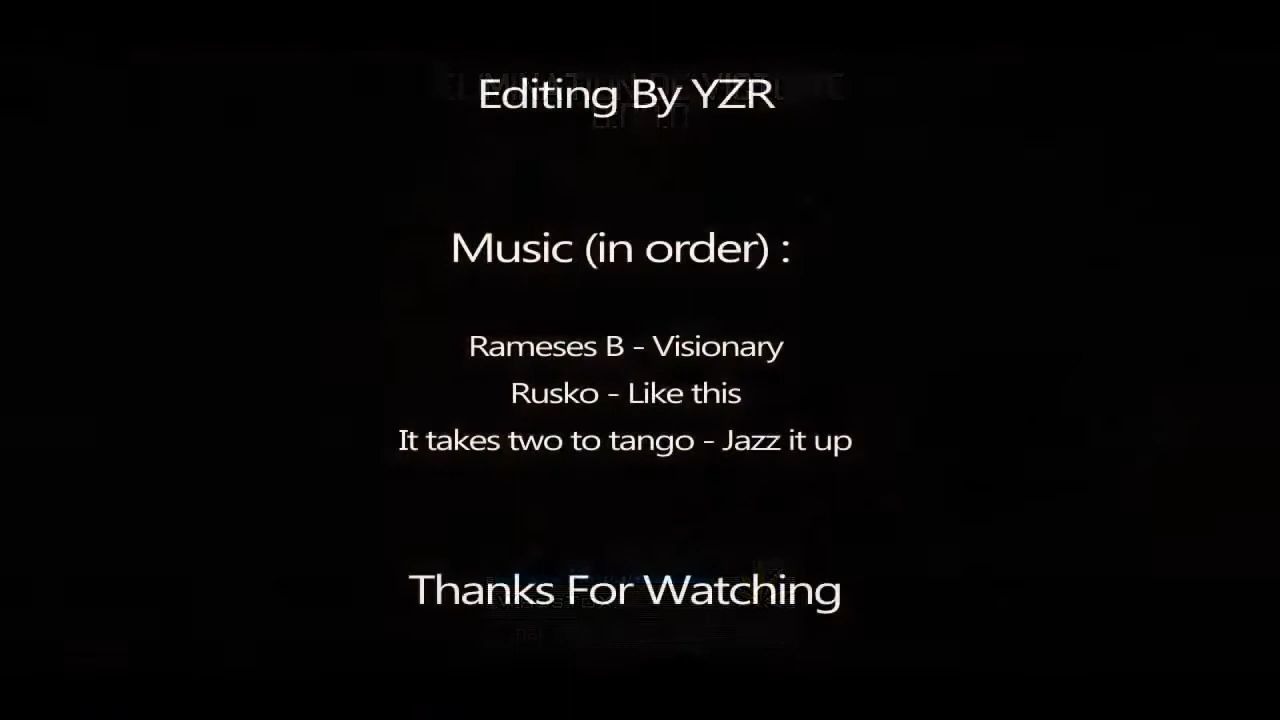 Editing By YZR
Music (in order) :
Rameses B - Visionary
Rusko - Like this
It takes two to tango - Jazz it up
Thanks For Watching